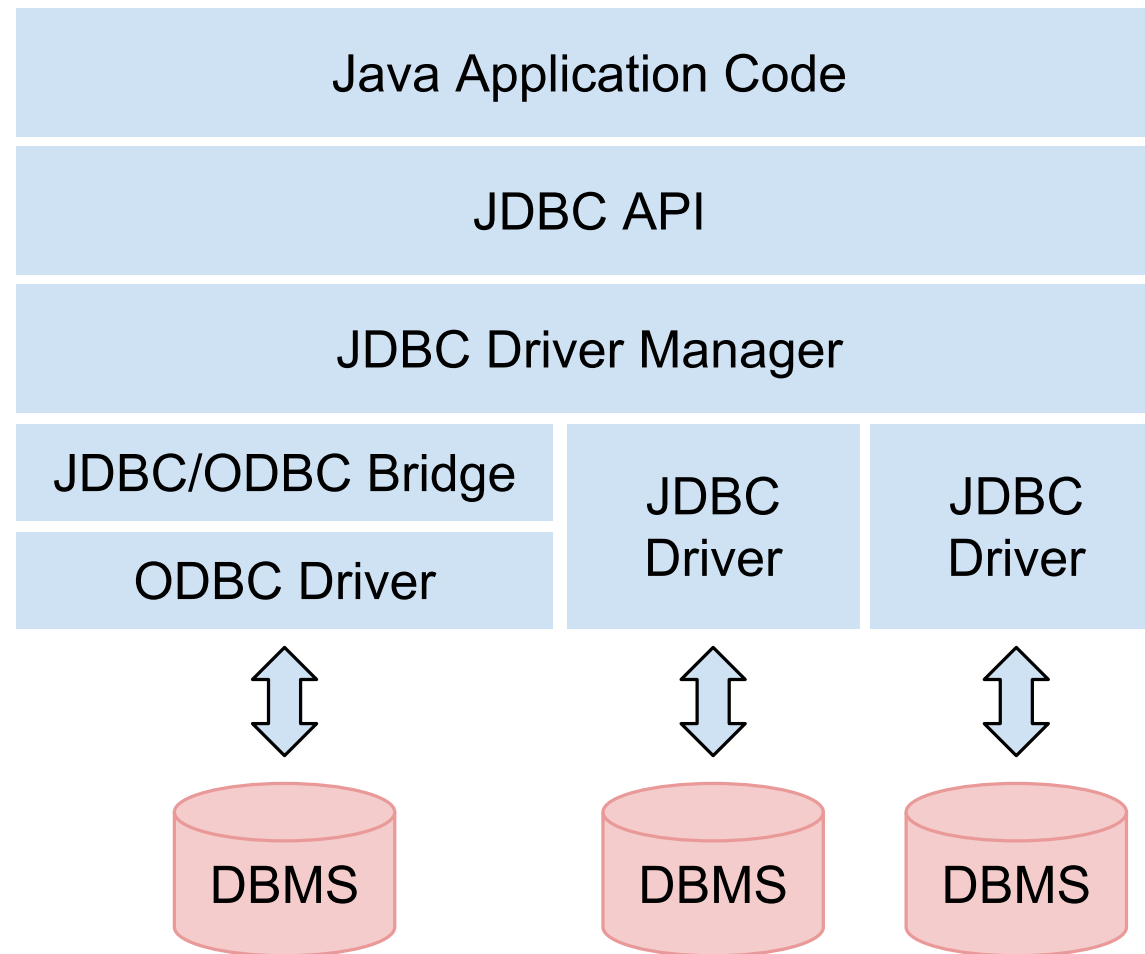 Java Application Code
JDBC API
JDBC Driver Manager
JDBC/ODBC Bridge
ODBC Driver
JDBC
Driver
JDBC
Driver
DBMS
DBMS
DBMS